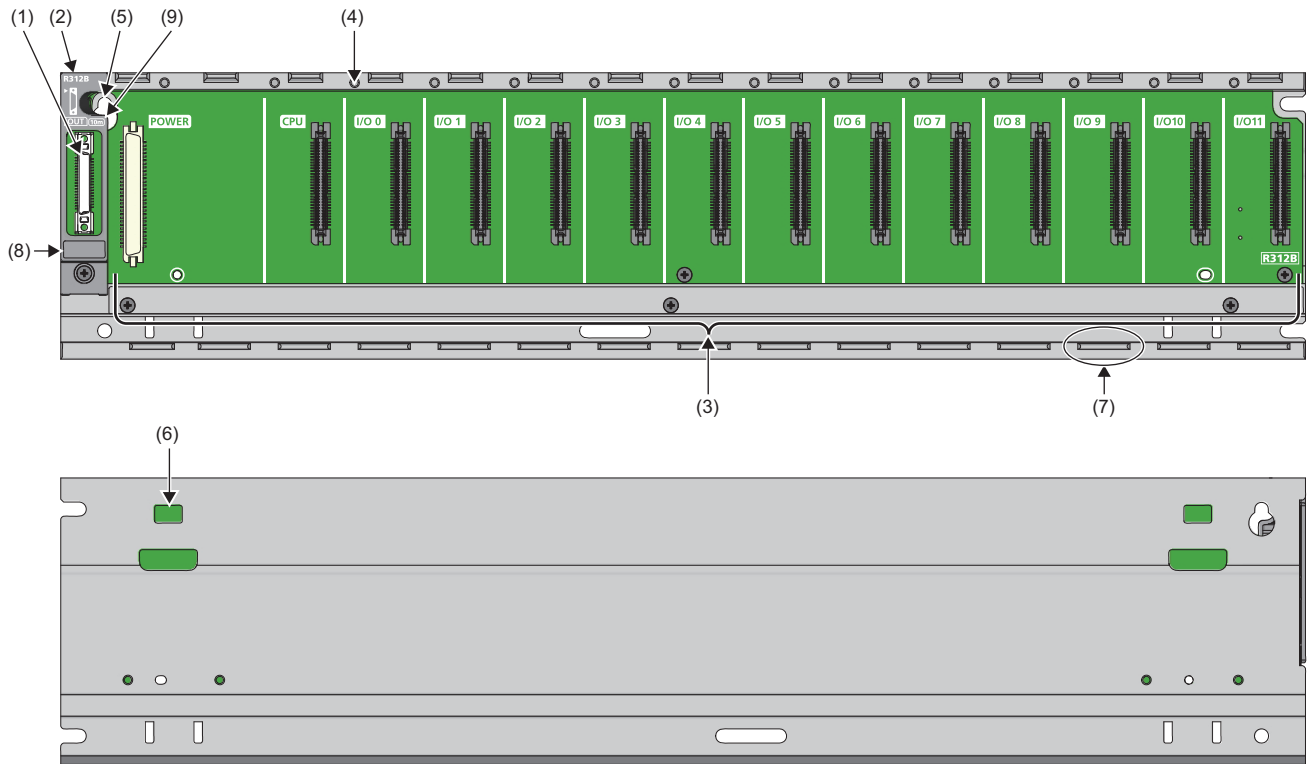 (1) (2) (5) (9) (4)
R312B
OUT 10m
POWER CPU I/O 0 I/O 1 I/O 2 I/O 3 I/O 4 I/O 5 I/O 6 I/O 7 I/O 8 I/O 9 I/O10 I/O11
(8)
R312B
(3) (7)
(6)